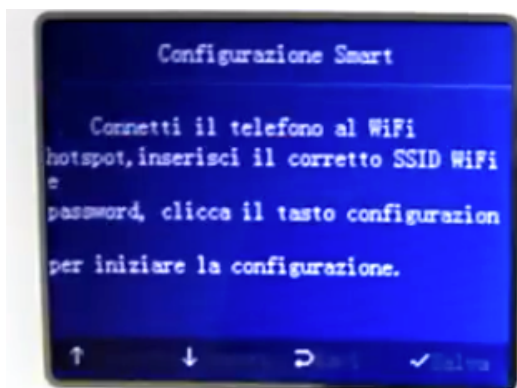 Configurazione Smart
Connetti il telefono al WiFi
hotspot,inserisci il corretto SSID WiFi
e
password, clicca il tasto configurazion
per iniziare la configurazione.
↑ ↓ ⊃ ✓ Salva